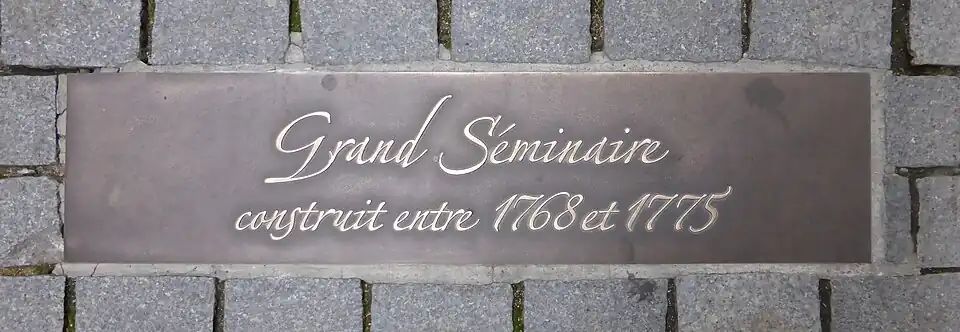 Grand Séminaire
construit entre 1768 et 1775